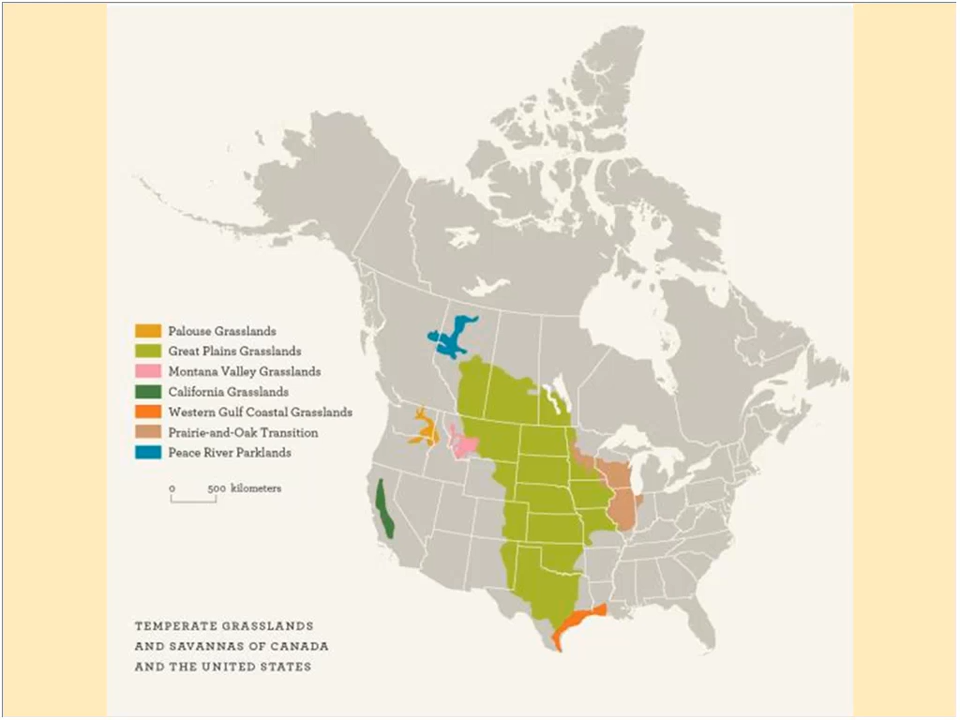 Palouse Grasslands
Great Plains Grasslands
Montana Valley Grasslands
California Grasslands
Western Gulf Coastal Grasslands
Prairie-and-Oak Transition
Peace River Parklands
0 500 kilometers
TEMPERATE GRASSLANDS
AND SAVANNAS OF CANADA
AND THE UNITED STATES